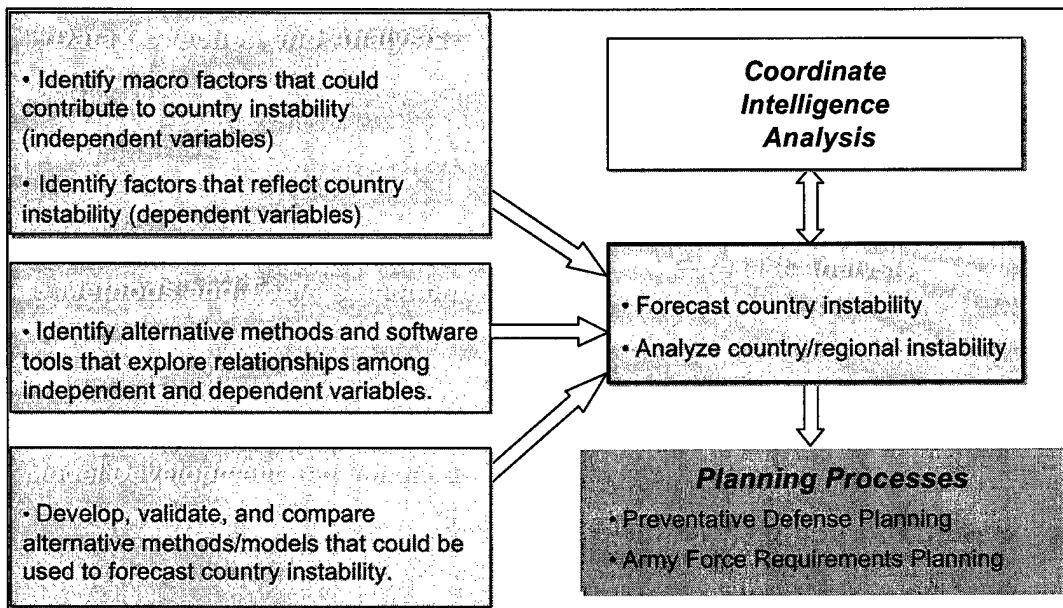 • Identify macro factors that could
contribute to country instability
(independent variables)
• Identify factors that reflect country
instability (dependent variables)
• Identify alternative methods and software
tools that explore relationships among
independent and dependent variables.
• Develop, validate, and compare
alternative methods/models that could be
used to forecast country instability.
Coordinate
Intelligence
Analysis
• Forecast country instability
• Analyze country/regional instability
Planning Processes
• Preventative Defense Planning
• Army Force Requirements Planning